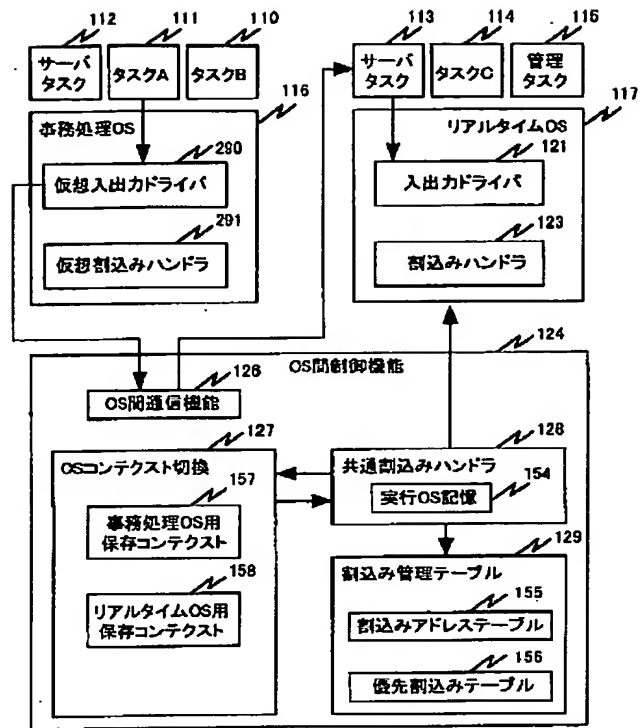 112
111
110
113
114
115
サーバ
タスク
タスクA
タスクB
サーバ
タスク
タスクC
管理
タスク
116
117
事務処理OS
290
仮想入出力ドライバ
291
仮想割込みハンドラ
リアルタイムOS
121
入出力ドライバ
123
割込みハンドラ
124
OS間制御機能
126
OS間通信機能
127
OSコンテクスト切換
157
事務処理OS用
保存コンテクスト
158
リアルタイムOS用
保存コンテクスト
128
共通割込みハンドラ
実行OS記憶
154
129
割込み管理テーブル
155
割込みアドレステーブル
156
優先割込みテーブル